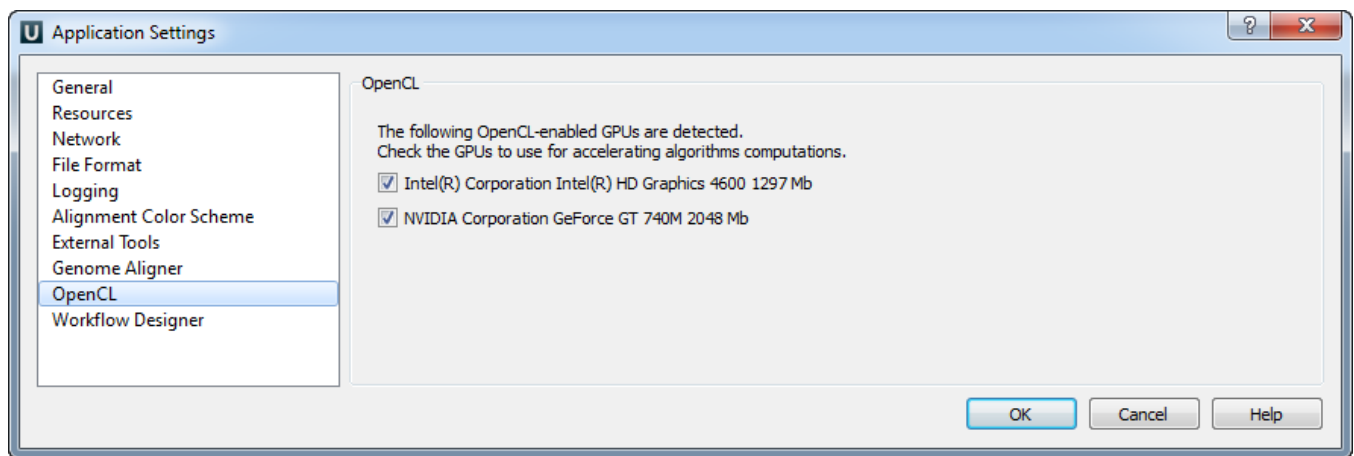 U Application Settings
? X
General
Resources
Network
File Format
Logging
Alignment Color Scheme
External Tools
Genome Aligner
OpenCL
Workflow Designer
OpenCL
The following OpenCL-enabled GPUs are detected.
Check the GPUs to use for accelerating algorithms computations.
Intel(R) Corporation Intel(R) HD Graphics 4600 1297 Mb
NVIDIA Corporation GeForce GT 740M 2048 Mb
OK Cancel Help